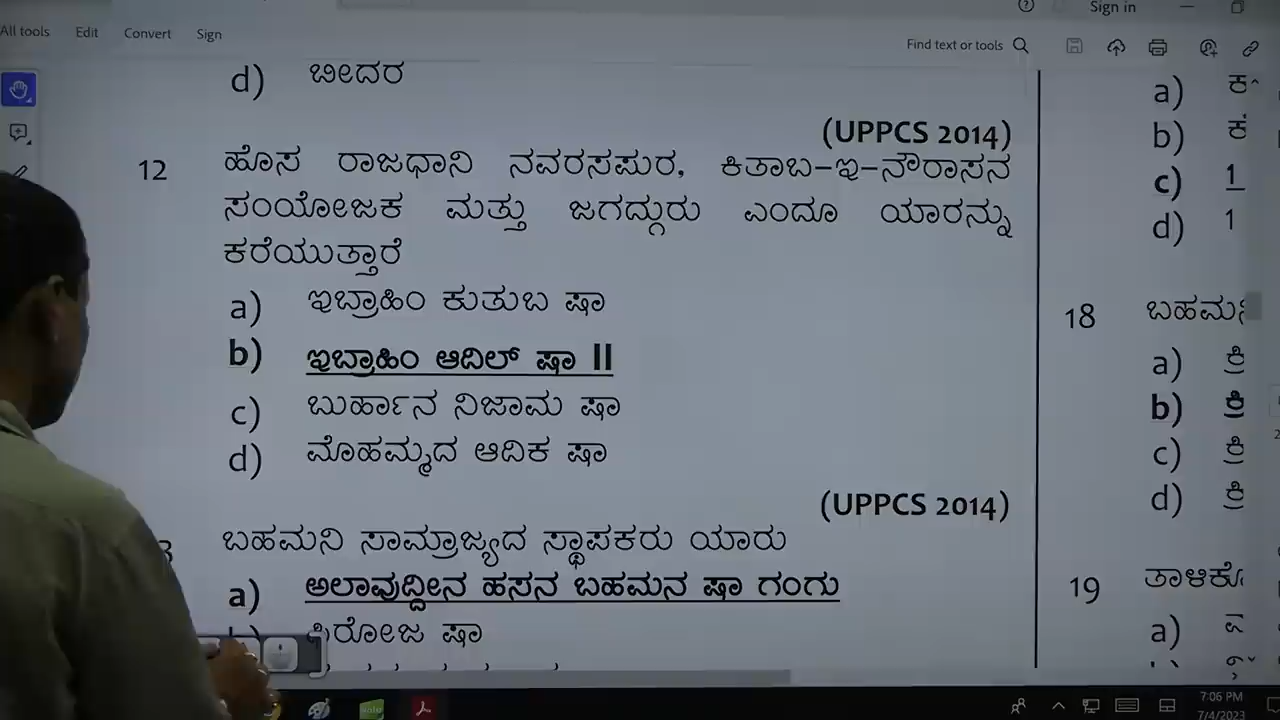 Sign in
All tools
Edit
Convert
Sign
Find text or tools
d) ಬೀದರ
(UPPCS 2014)
12 ಹೊಸ ರಾಜಧಾನಿ ನವರಸಪುರ, ಕಿತಾಬ-ಇ-ನೌರಾಸನ
ಸಂಯೋಜಕ ಮತ್ತು ಜಗದ್ಗುರು ಎಂದೂ ಯಾರನ್ನು
ಕರೆಯುತ್ತಾರೆ
a) ಇಬ್ರಾಹಿಂ ಕುತುಬ ಷಾ
b) ಇಬ್ರಾಹಿಂ ಆದಿಲ್ ಷಾ II
c) ಬುರ್ಹಾನ ನಿಜಾಮ ಷಾ
d) ಮೊಹಮ್ಮದ ಆದಿಕ ಷಾ
(UPPCS 2014)
ಬಹಮನಿ ಸಾಮ್ರಾಜ್ಯದ ಸ್ಥಾಪಕರು ಯಾರು
a) ಅಲಾವುದ್ದೀನ ಹಸನ ಬಹಮನ ಷಾ ಗಂಗು
ಫಿರೋಜ ಷಾ
a)
b)
c) 1
d) 1
18
a)
b)
c)
d)
19
a)
7:06 PM
7/4/2023